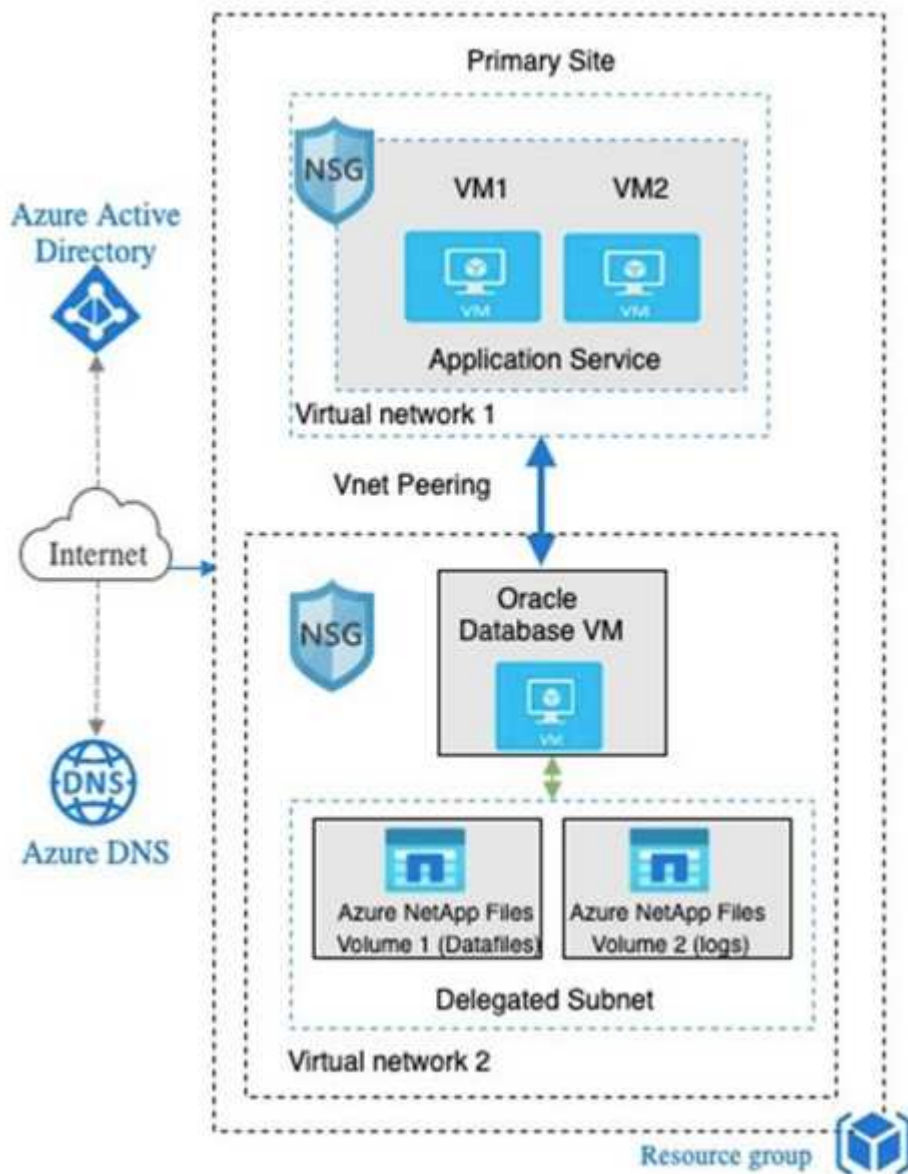 Primary Site
NSG
VM1
VM2
VM
VM
Application Service
Virtual network 1
Azure Active
Directory
Vnet Peering
Internet
NSG
Oracle
Database VM
VM
DNS
Azure DNS
Azure NetApp Files
Volume 1 (Datafiles)
Azure NetApp Files
Volume 2 (logs)
Delegated Subnet
Virtual network 2
Resource group